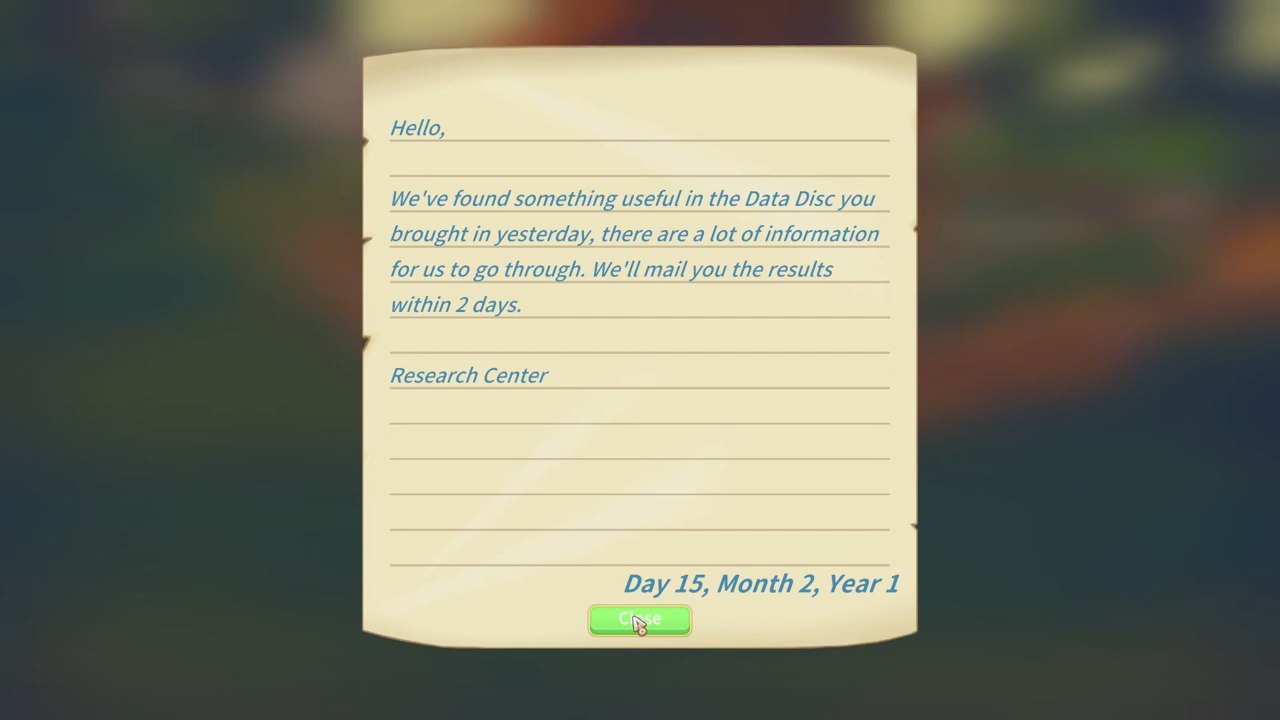 Hello,
We've found something useful in the Data Disc you
brought in yesterday, there are a lot of information
for us to go through. We'll mail you the results
within 2 days.
Research Center
Day 15, Month 2, Year 1
Close